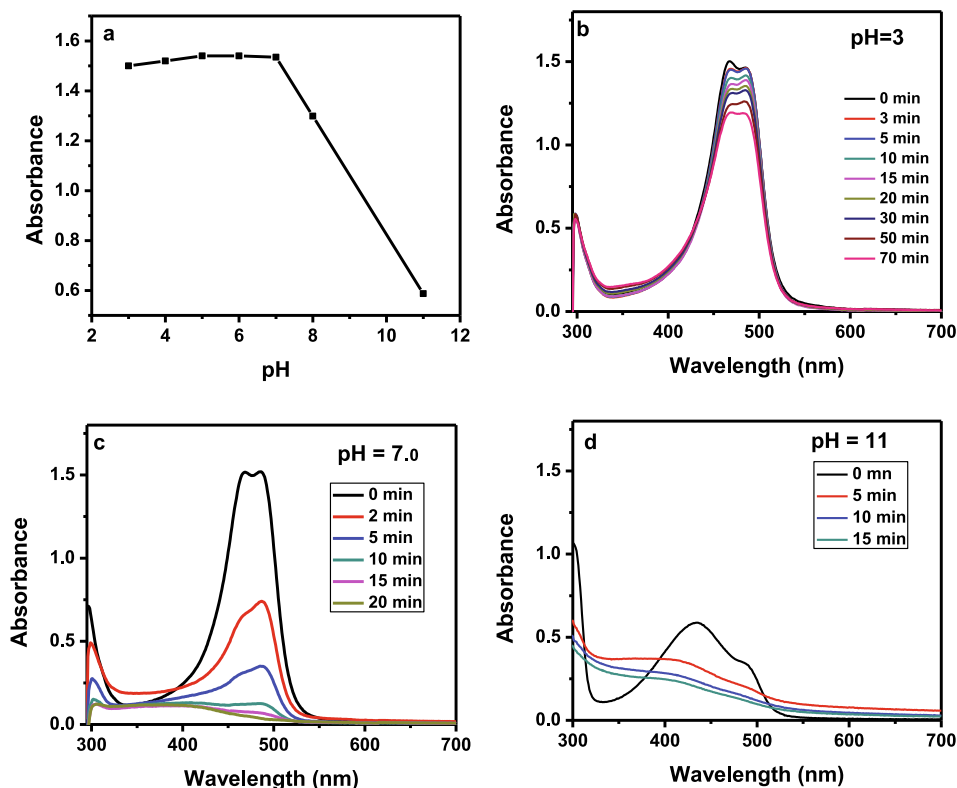 a
1.6
1.4
1.2
1.0
0.8
0.6
Absorbance
2 4 6 8 10 12
pH
b
pH=3
0 min
3 min
5 min
10 min
15 min
20 min
30 min
50 min
70 min
1.5
1.0
0.5
0.0
Absorbance
300 400 500 600 700
Wavelength (nm)
c
pH = 7.0
0 min
2 min
5 min
10 min
15 min
20 min
1.5
1.0
0.5
0.0
Absorbance
300 400 500 600 700
Wavelength (nm)
d
pH = 11
0 mn
5 min
10 min
15 min
1.5
1.0
0.5
0.0
Absorbance
300 400 500 600 700
Wavelength (nm)